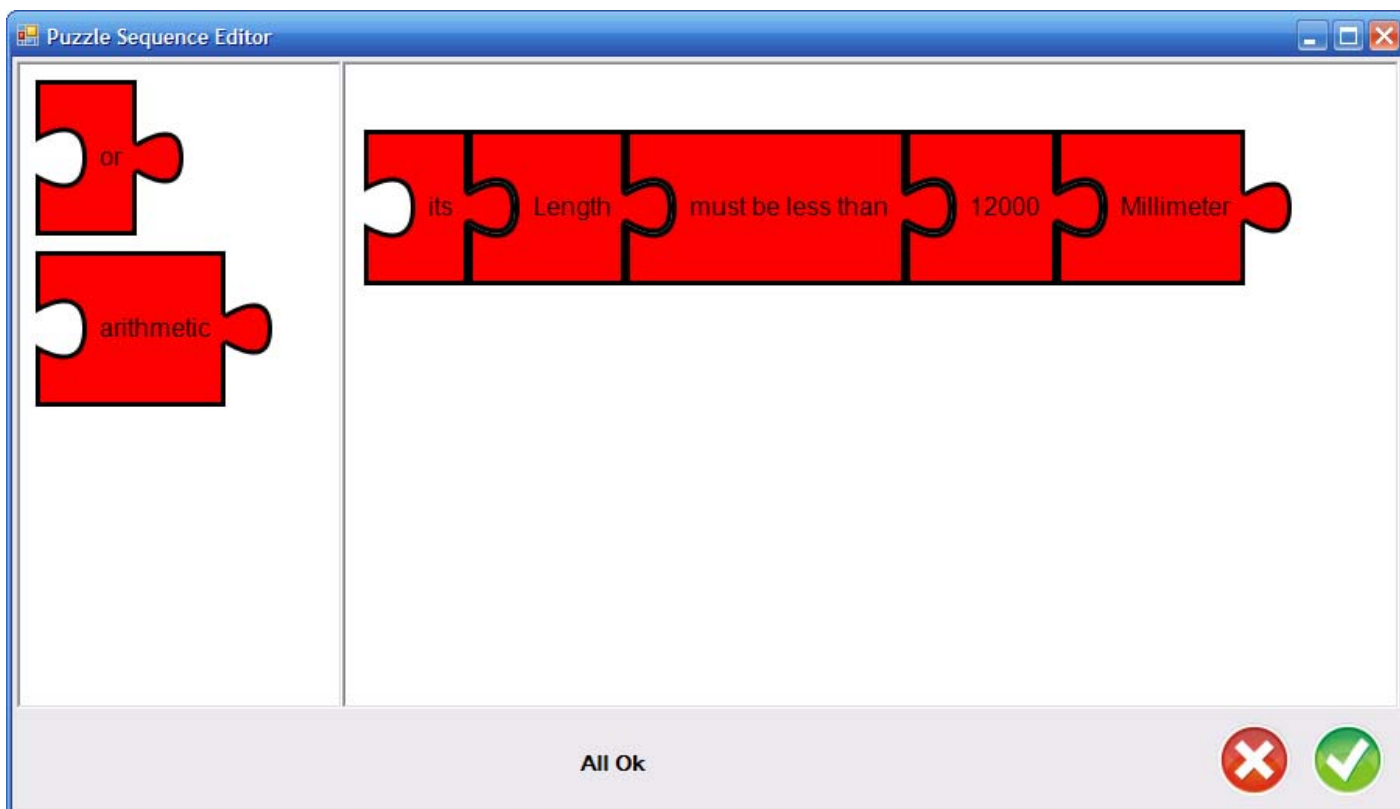 Puzzle Sequence Editor
or
arithmetic
its Length must be less than 12000 Millimeter
All Ok